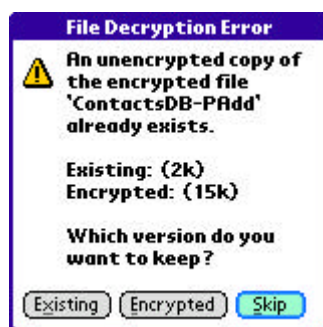 File Decryption Error
An unencrypted copy of
the encrypted file
'ContactsDB-PAdd'
already exists.
Existing: (2k)
Encrypted: (15k)
Which version do you
want to keep?
Existing Encrypted Skip